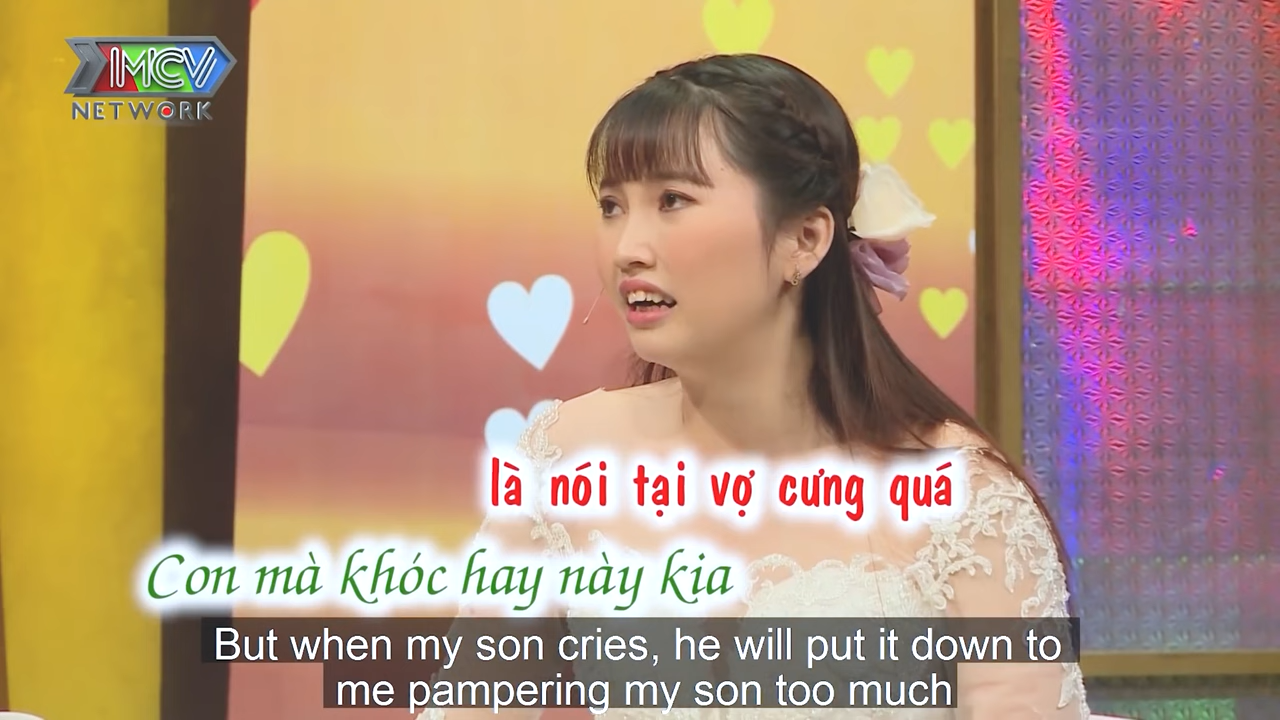 MCV
NETWORK
là nói tại vợ cưng quá
Con mà khóc hay này kia
But when my son cries, he will put it down to
me pampering my son too much